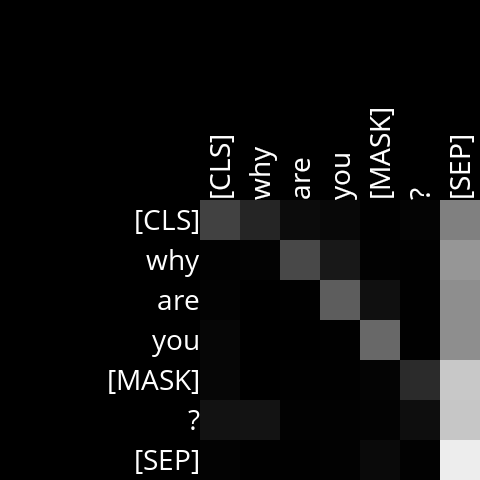 [CLS] why are you [MASK] ? [SEP]
[CLS]
why
are
you
[MASK]
?
[SEP]